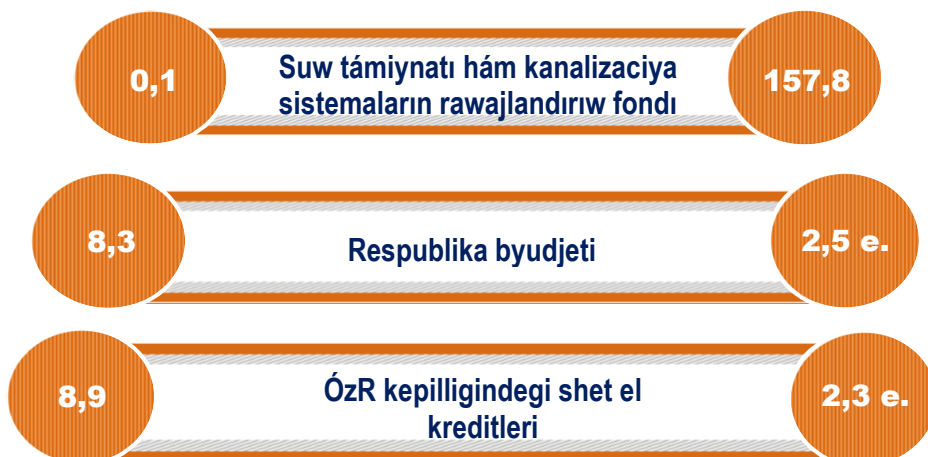 0,1
Suw támiynatı hám kanalizaciya
sistemaların rawajlandırıw fondı
157,8
8,3
Respublika byudjeti
2,5 e.
8,9
ÓzR kepilligindegi shet el
kreditleri
2,3 e.